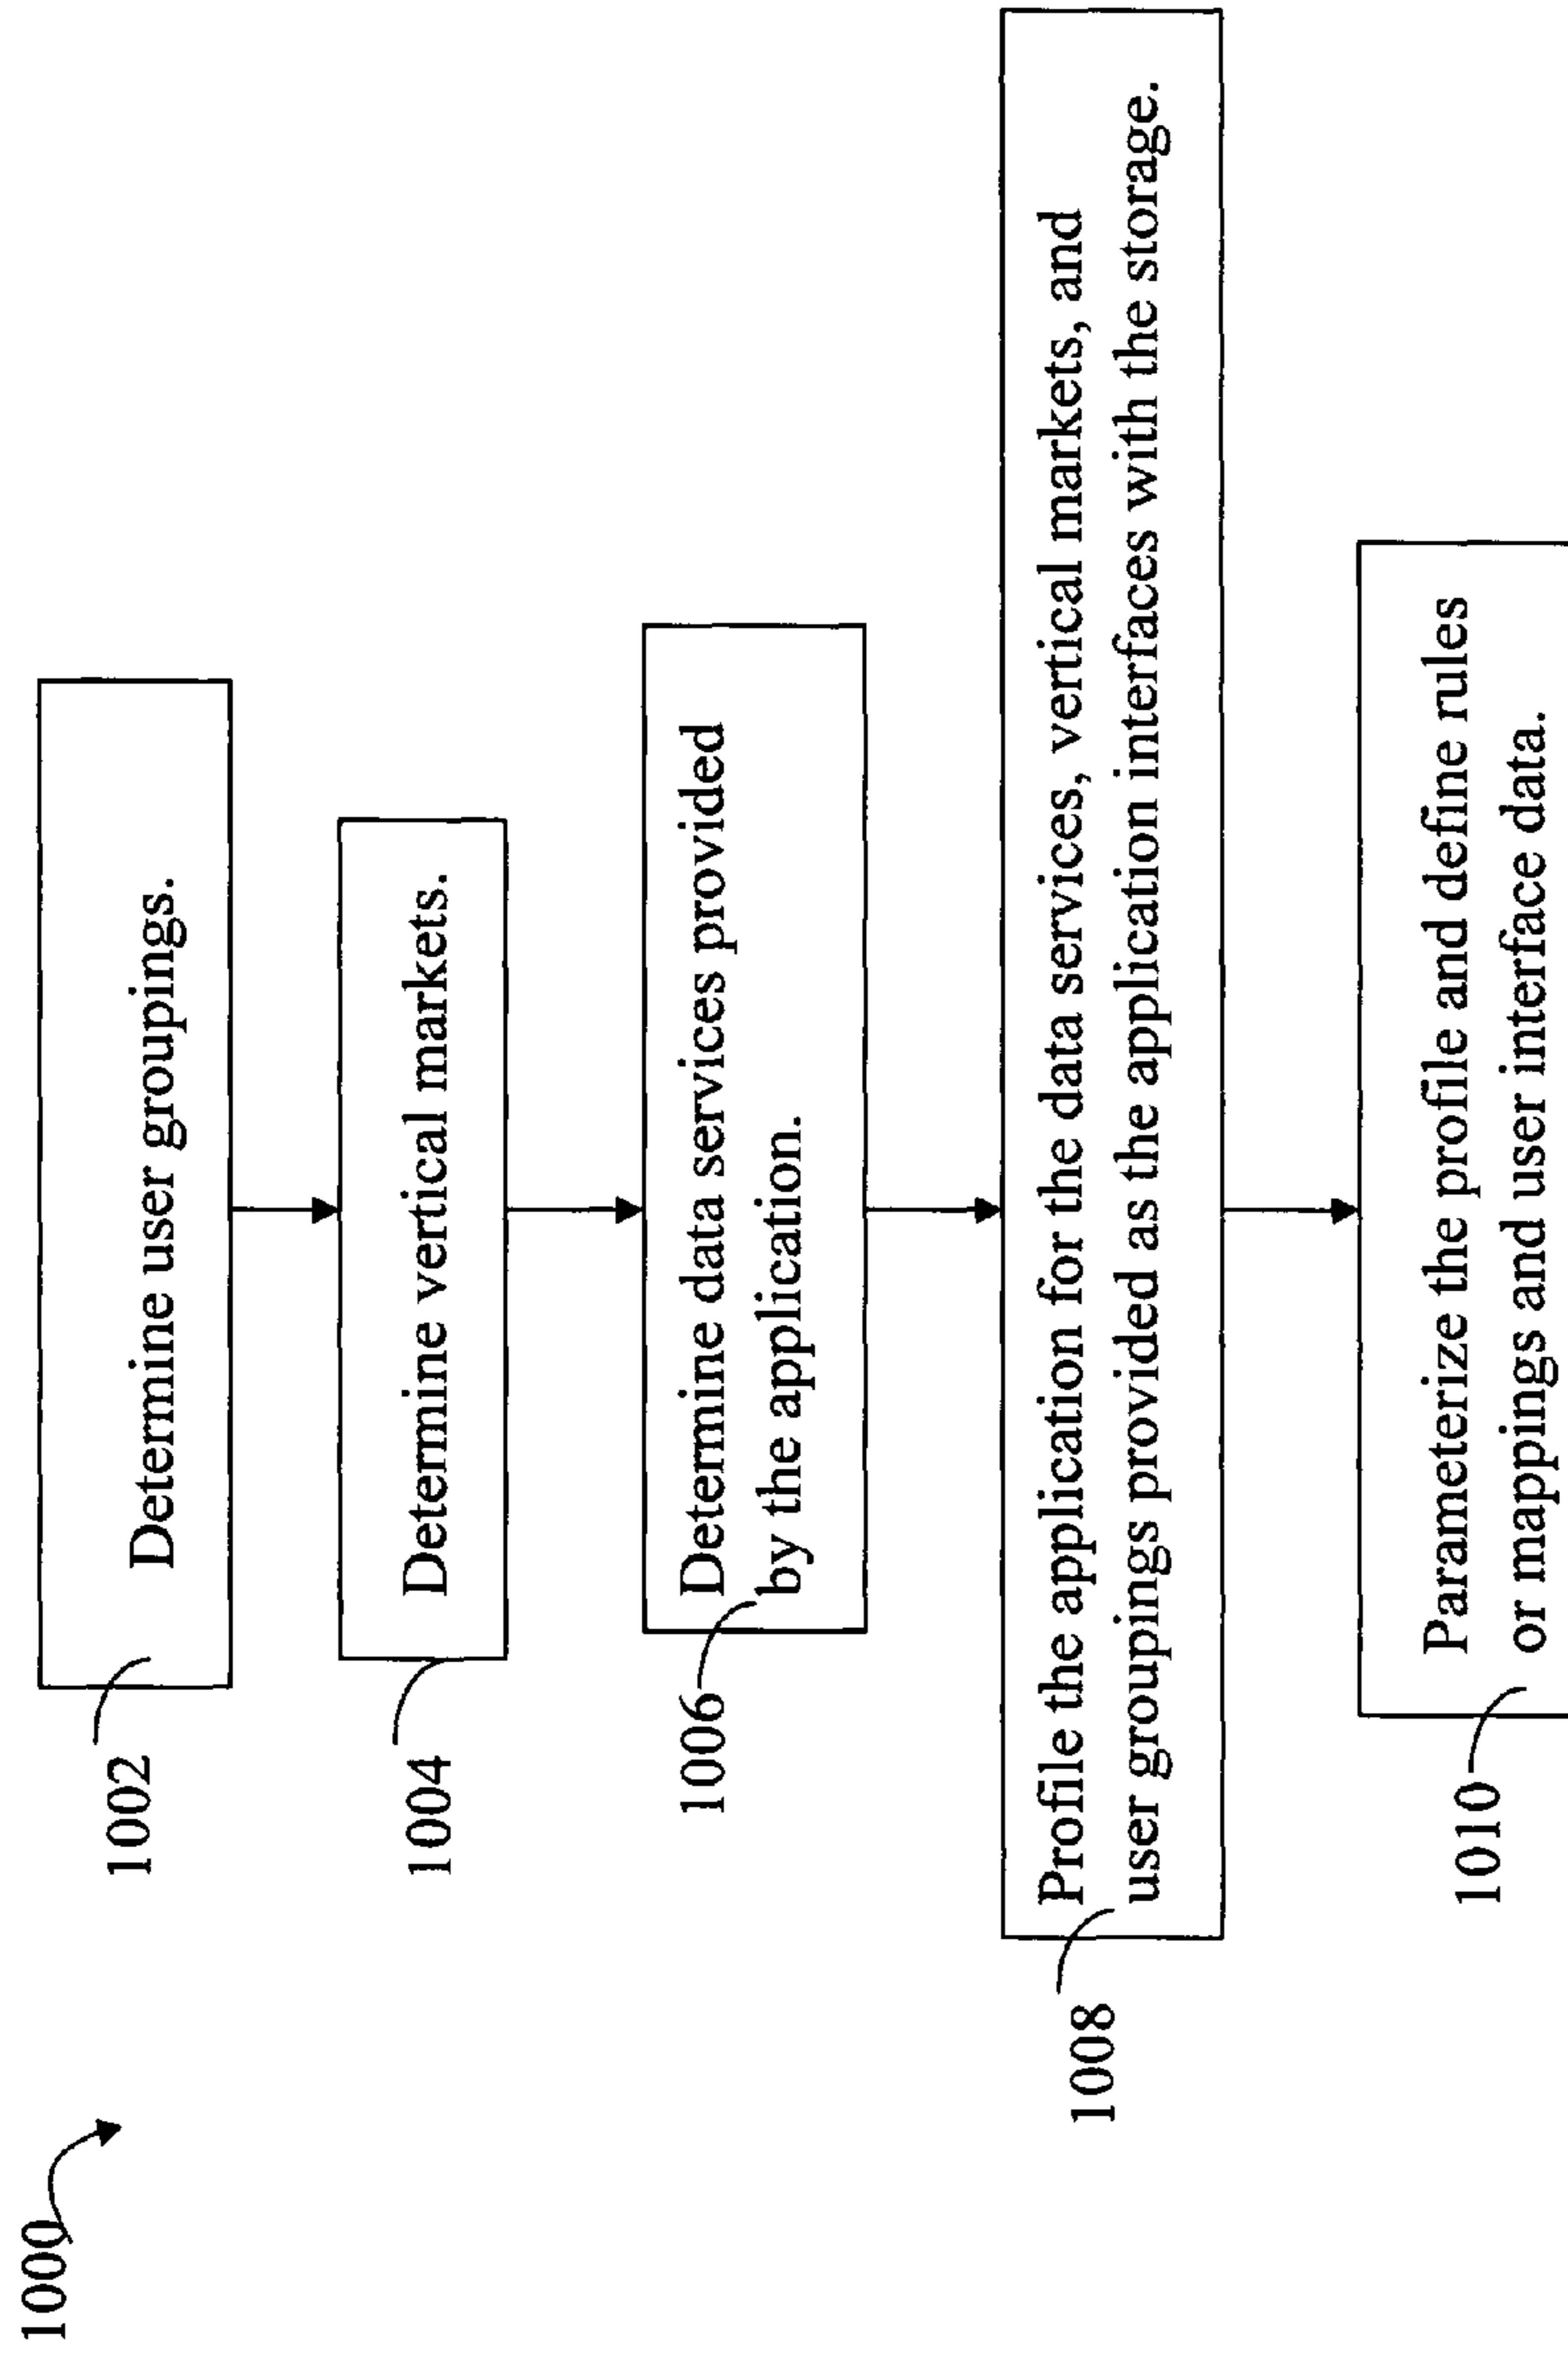 1000
1002
Determine user groupings.
1004
Determine vertical markets.
1006
Determine data services provided
by the application.
1008
Profile the application for the data services, vertical markets, and
user groupings provided as the application interfaces with the storage.
1010
Parameterize the profile and define rules
or mappings and user interface data.